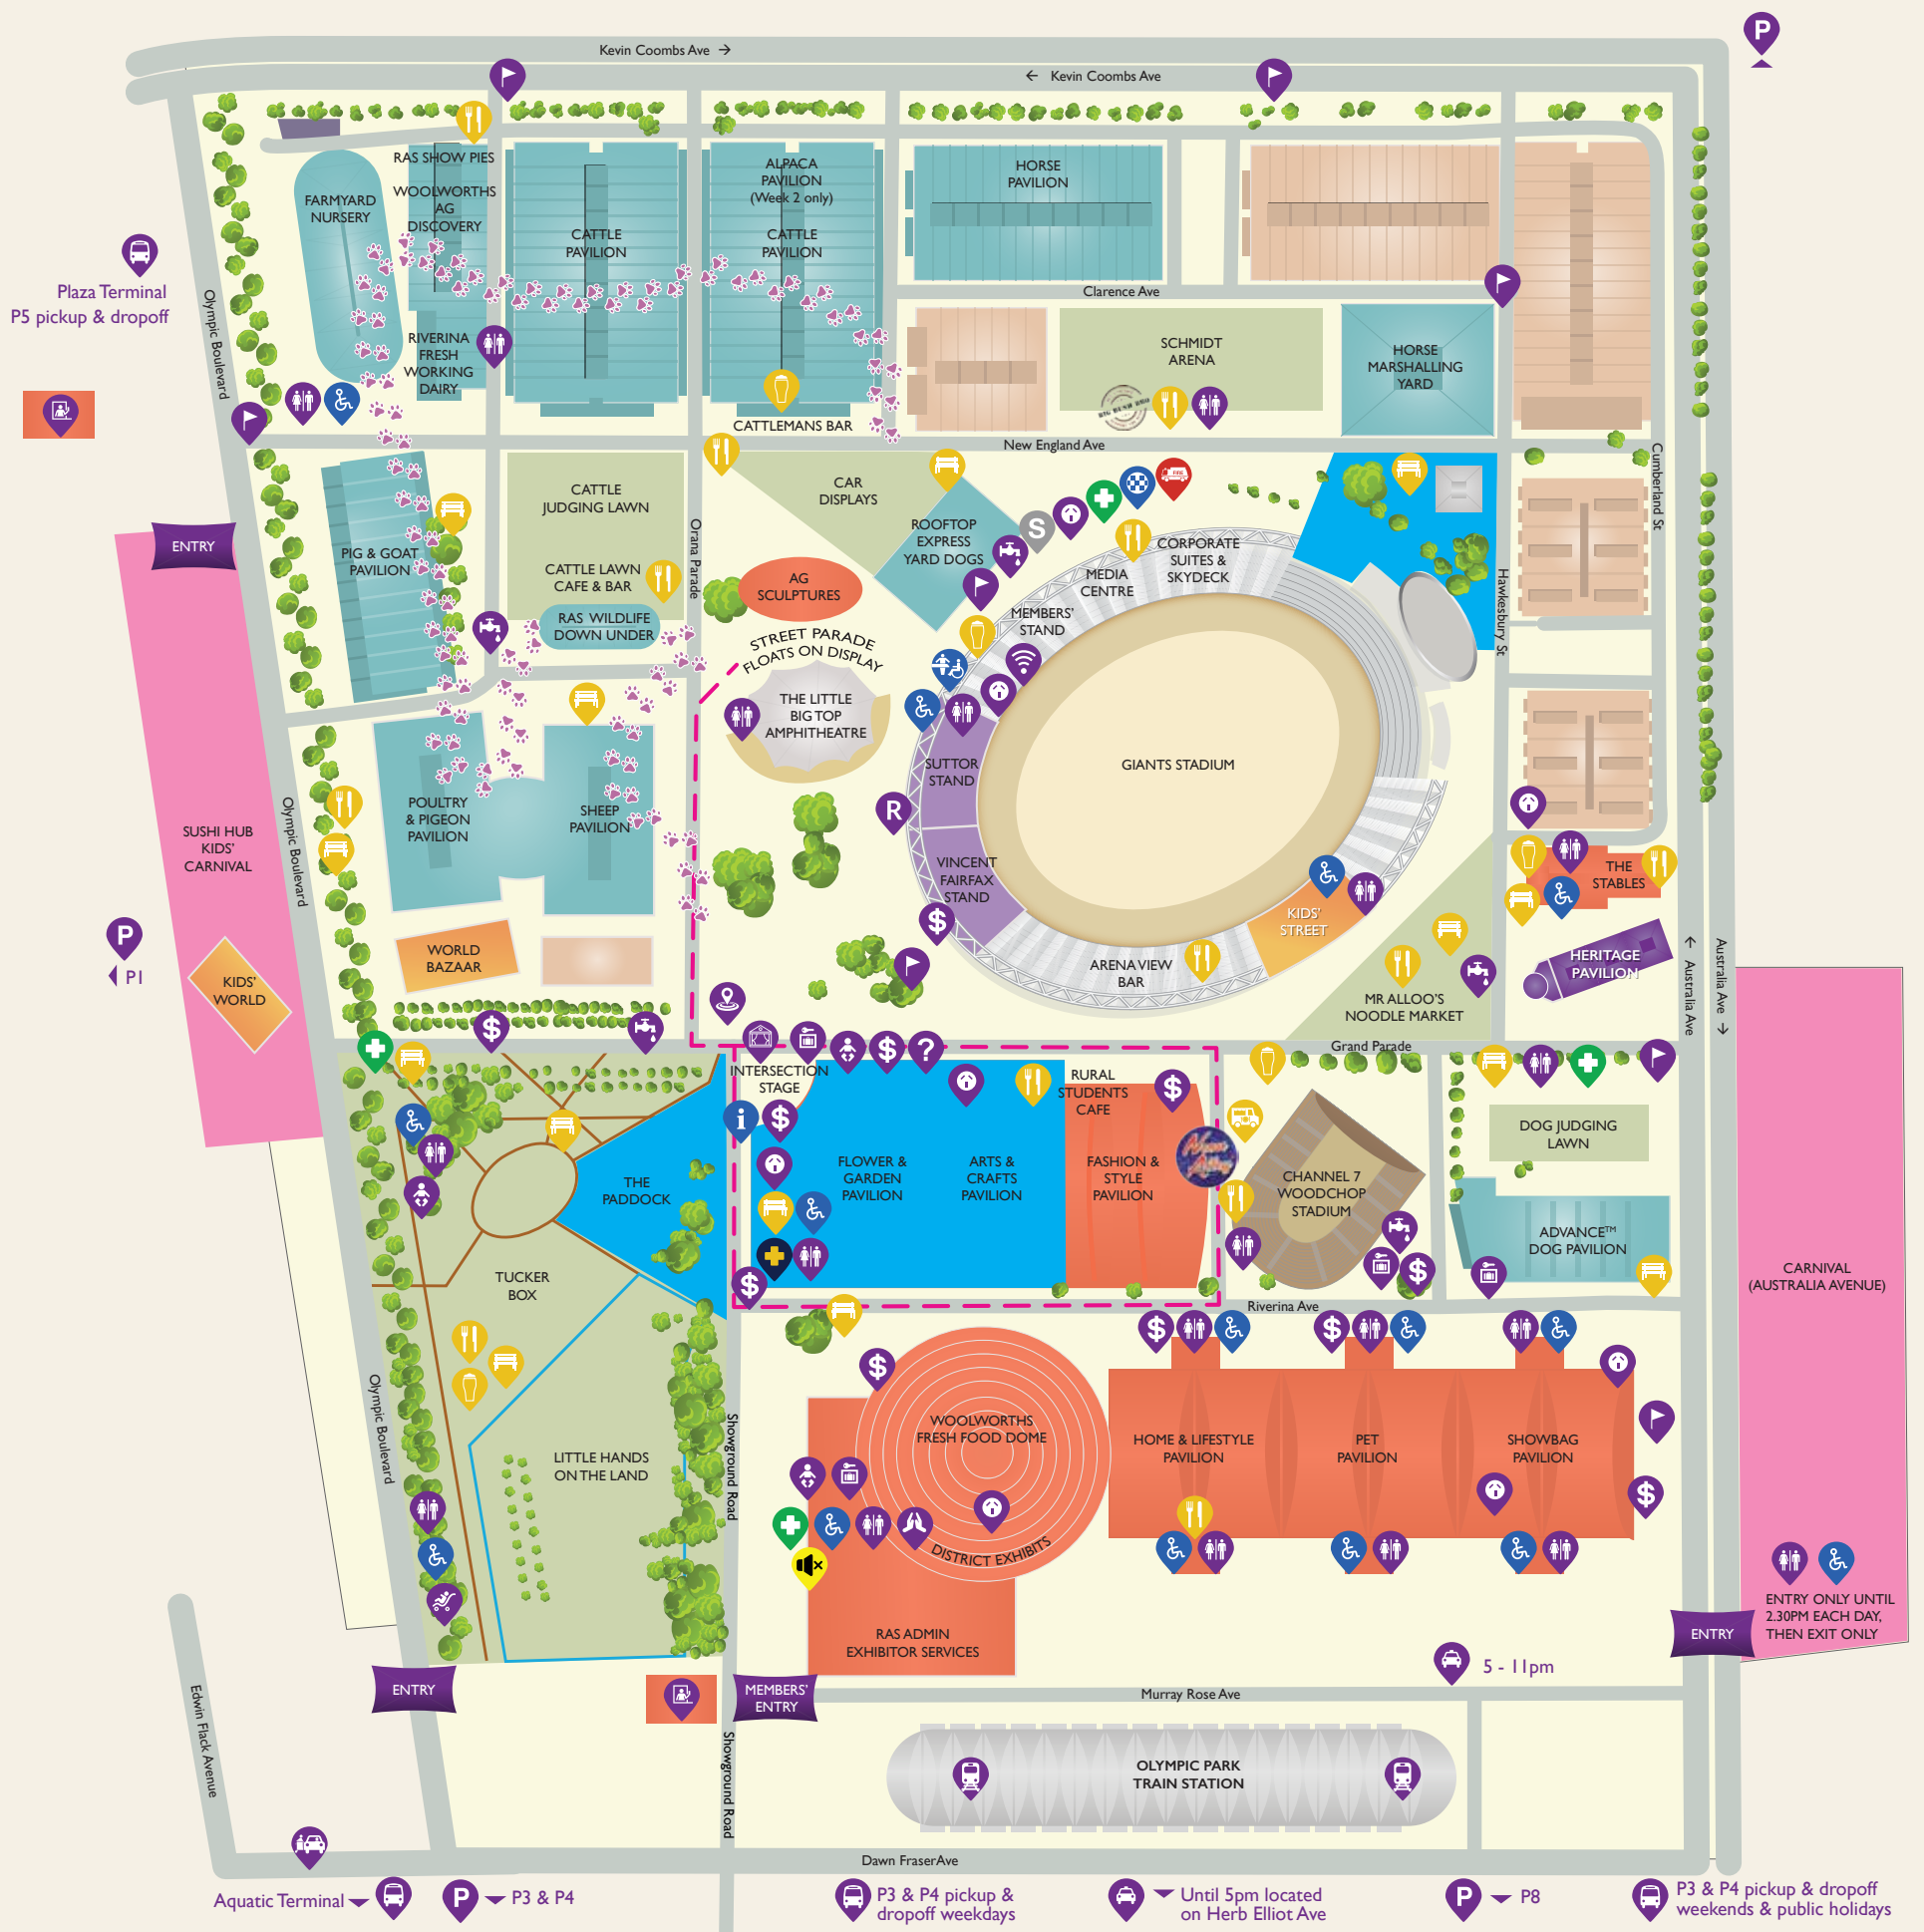 Kevin Coombs Ave →
← Kevin Coombs Ave
P
RAS SHOW PIES
WOOLWORTHS
AG
DISCOVERY
FARMYARD
NURSERY
CATTLE
PAVILION
ALPACA
PAVILION
(Week 2 only)
CATTLE
PAVILION
HORSE
PAVILION
Clarence Ave
Plaza Terminal
P5 pickup & dropoff
Olympic Boulevard
RIVERINA
FRESH
WORKING
DAIRY
SCHMIDT
ARENA
HORSE
MARSHALLING
YARD
CATTLEMANS BAR
New England Ave
Cumberland St
CATTLE
JUDGING LAWN
CAR
DISPLAYS
ROOFTOP
EXPRESS
YARD DOGS
S
FIRE
ENTRY
PIG & GOAT
PAVILION
Orana Parade
CATTLE LAWN
CAFE & BAR
AG
SCULPTURES
RAS WILDLIFE
DOWN UNDER
CORPORATE
SUITES &
SKYDECK
MEDIA
CENTRE
MEMBERS'
STAND
Hawkesbury St
STREET PARADE
FLOATS ON DISPLAY
THE LITTLE
BIG TOP
AMPHITHEATRE
GIANTS STADIUM
SUTTOR
STAND
R
VINCENT
FAIRFAX
STAND
$
SUSHI HUB
KIDS'
CARNIVAL
Olympic Boulevard
POULTRY
& PIGEON
PAVILION
SHEEP
PAVILION
KIDS'
STREET
THE
STABLES
HERITAGE
PAVILION
P
P1
KIDS'
WORLD
WORLD
BAZAAR
ARENA VIEW
BAR
MR ALLOO'S
NOODLE MARKET
← Australia Ave
Australia Ave →
$
Grand Parade
INTERSECTION
STAGE
$
?
RURAL
STUDENTS
CAFE
$
i
$
THE
PADDOCK
FLOWER &
GARDEN
PAVILION
ARTS &
CRAFTS
PAVILION
FASHION &
STYLE
PAVILION
CHANNEL 7
WOODCHOP
STADIUM
DOG JUDGING
LAWN
ADVANCE™
DOG PAVILION
CARNIVAL
(AUSTRALIA AVENUE)
TUCKER
BOX
$
$
Riverina Ave
$
$
$
Olympic Boulevard
LITTLE HANDS
ON THE LAND
Showground Road
WOOLWORTHS
FRESH FOOD DOME
HOME & LIFESTYLE
PAVILION
PET
PAVILION
SHOWBAG
PAVILION
$
DISTRICT EXHIBITS
RAS ADMIN
EXHIBITOR SERVICES
ENTRY ONLY UNTIL
2.30PM EACH DAY,
THEN EXIT ONLY
ENTRY
5 - 11pm
ENTRY
MEMBERS'
ENTRY
Murray Rose Ave
Edwin Flack Avenue
Showground Road
OLYMPIC PARK
TRAIN STATION
Dawn Fraser Ave
Aquatic Terminal
P
P3 & P4
P3 & P4 pickup &
dropoff weekdays
Until 5pm located
on Herb Elliot Ave
P
P8
P3 & P4 pickup & dropoff
weekends & public holidays